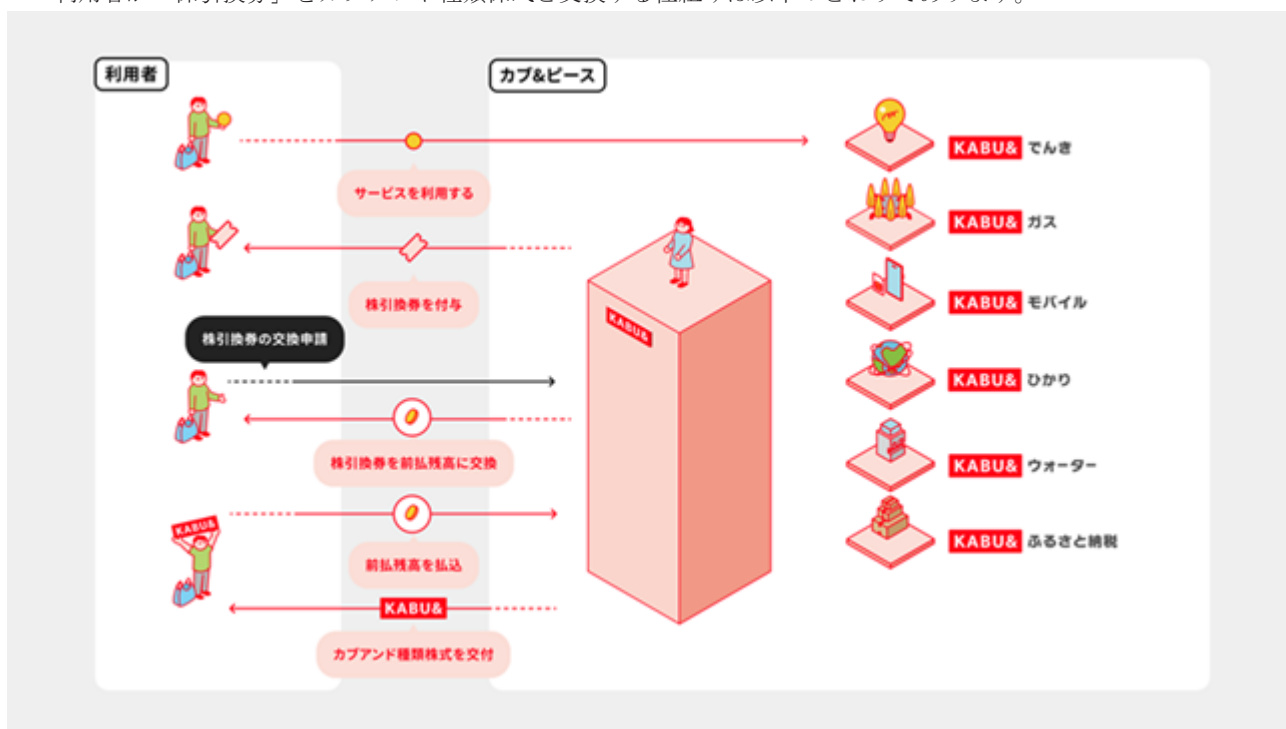 利用者
カブ&ピース
サービスを利用する
株引換券を付与
株引換券の交換申請
株引換券を前払残高に交換
前払残高を払込
KABU&
カブアンド種類株式を交付
KABU&
KABU&
KABU& でんき
KABU& ガス
KABU& モバイル
KABU& ひかり
KABU& ウォーター
KABU& ふるさと納税